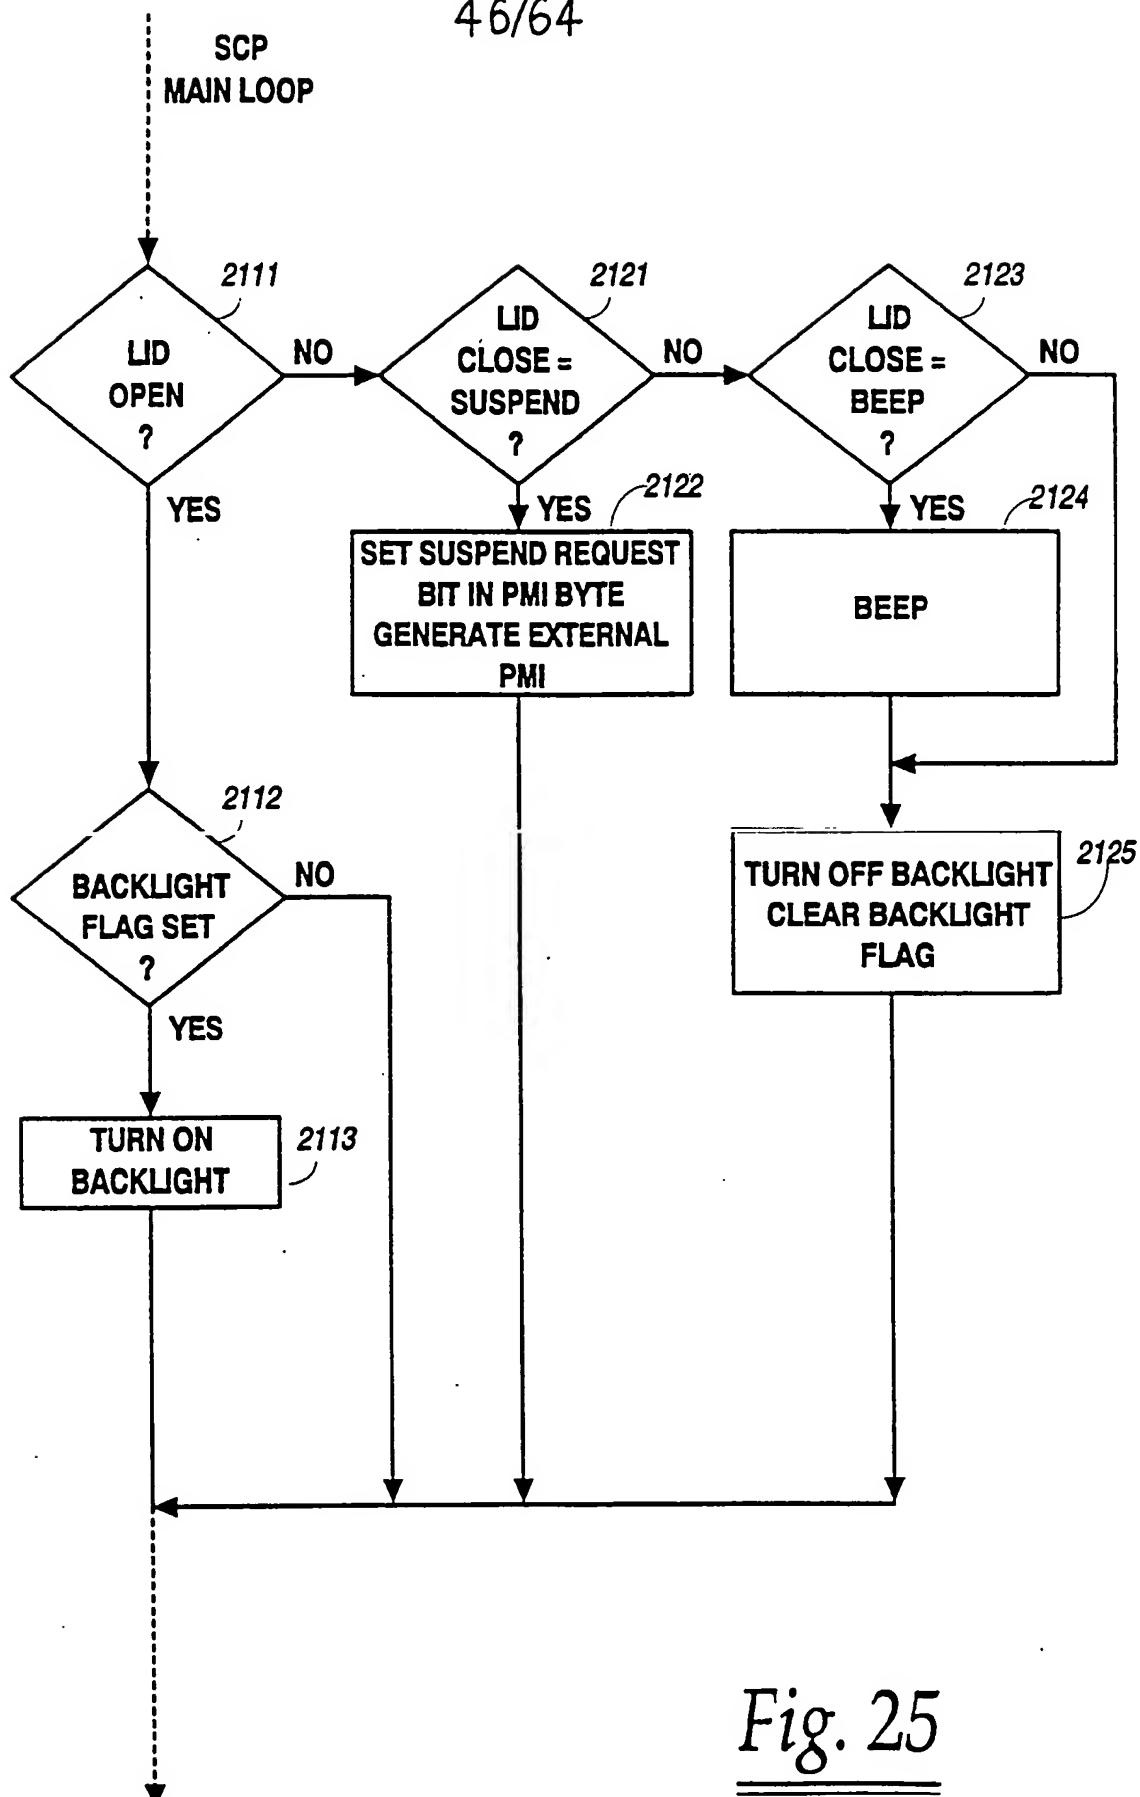 46/64
SCP
MAIN LOOP
2111
LID
OPEN
?
NO
YES
2121
LID
CLOSE =
SUSPEND
?
NO
YES
2123
LID
CLOSE =
BEEP
?
NO
YES
2122
SET SUSPEND REQUEST
BIT IN PMI BYTE
GENERATE EXTERNAL
PMI
2124
BEEP
2112
BACKLIGHT
FLAG SET
?
NO
YES
2125
TURN OFF BACKLIGHT
CLEAR BACKLIGHT
FLAG
TURN ON
BACKLIGHT
2113
Fig. 25